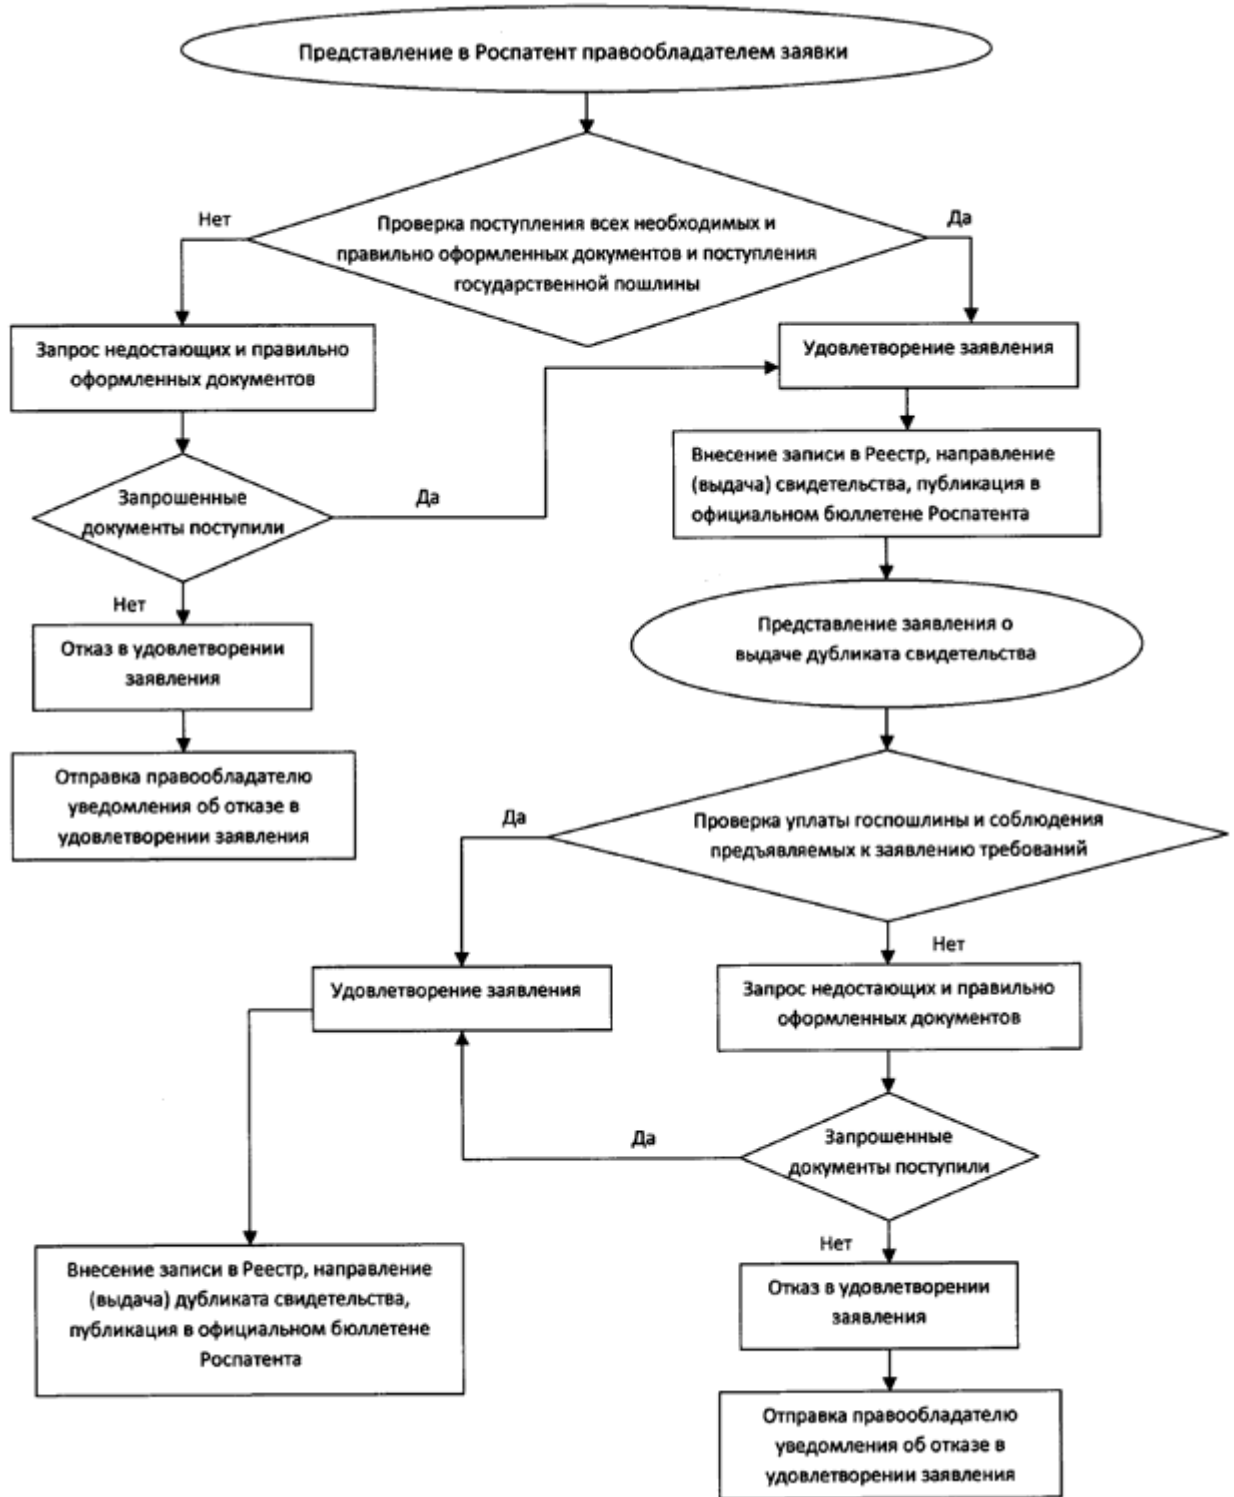 Представление в Роспатент правообладателем заявки
Нет
Да
Проверка поступления всех необходимых и
правильно оформленных документов и поступления
государственной пошлины
Запрос недостающих и правильно
оформленных документов
Удовлетворение заявления
Внесение записи в Реестр, направление
(выдача) свидетельства, публикация в
официальном бюллетене Роспатента
Запрошенные
документы поступили
Да
Нет
Отказ в удовлетворении
заявления
Представление заявления о
выдаче дубликата свидетельства
Отправка правообладателю
уведомления об отказе в
удовлетворении заявления
Да
Проверка уплаты госпошлины и соблюдения
предъявляемых к заявлению требований
Нет
Удовлетворение заявления
Запрос недостающих и правильно
оформленных документов
Да
Запрошенные
документы поступили
Нет
Внесение записи в Реестр, направление
(выдача) дубликата свидетельства,
публикация в официальном бюллетене
Роспатента
Отказ в удовлетворении
заявления
Отправка правообладателю
уведомления об отказе в
удовлетворении заявления